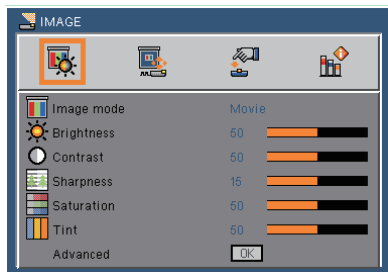 IMAGE
Image mode Movie
Brightness 50
Contrast 50
Sharpness 15
Saturation 50
Tint 50
Advanced OK